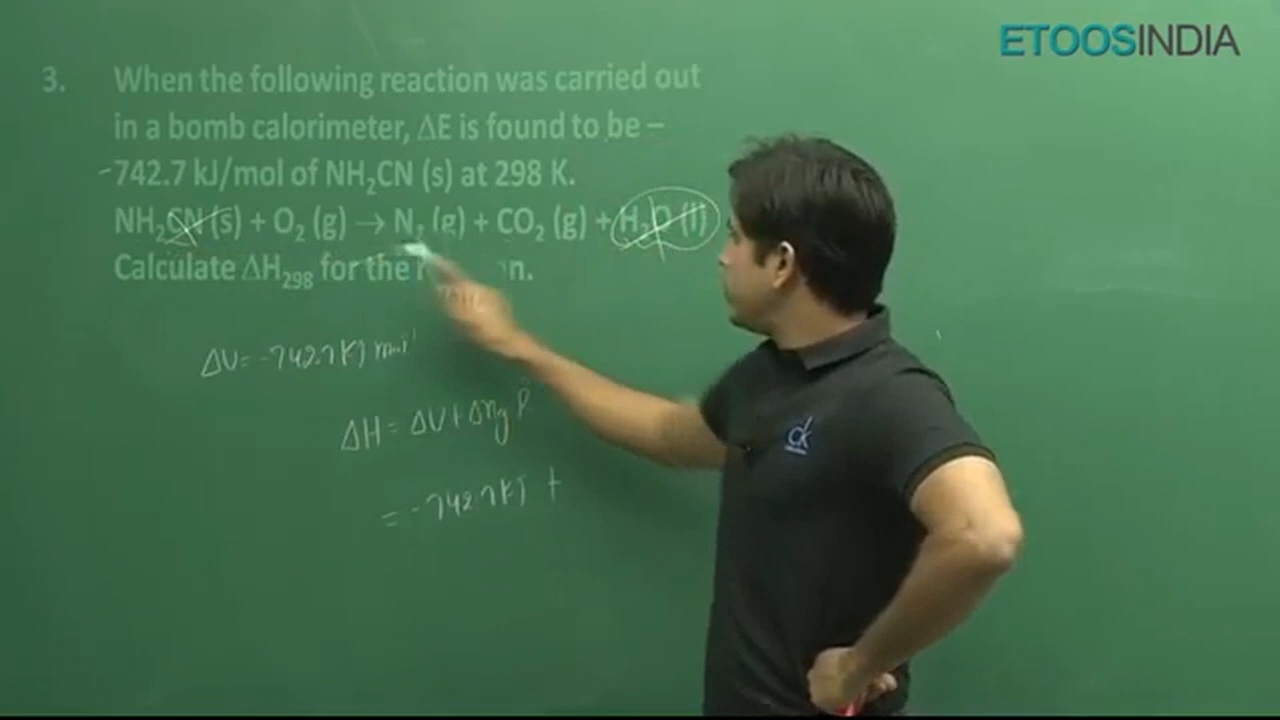 ETOOSINDIA
3. When the following reaction was carried out
in a bomb calorimeter, ΔE is found to be –
-742.7 kJ/mol of NH₂CN (s) at 298 K.
NH₂CN (s) + O₂ (g) → N₂ (g) + CO₂ (g) + H₂O (l)
Calculate ΔH₂₉₈ for the
ΔU = -742.7 KJ mol⁻¹
ΔH = ΔU + Δng R
= -742.7 KJ +
ck